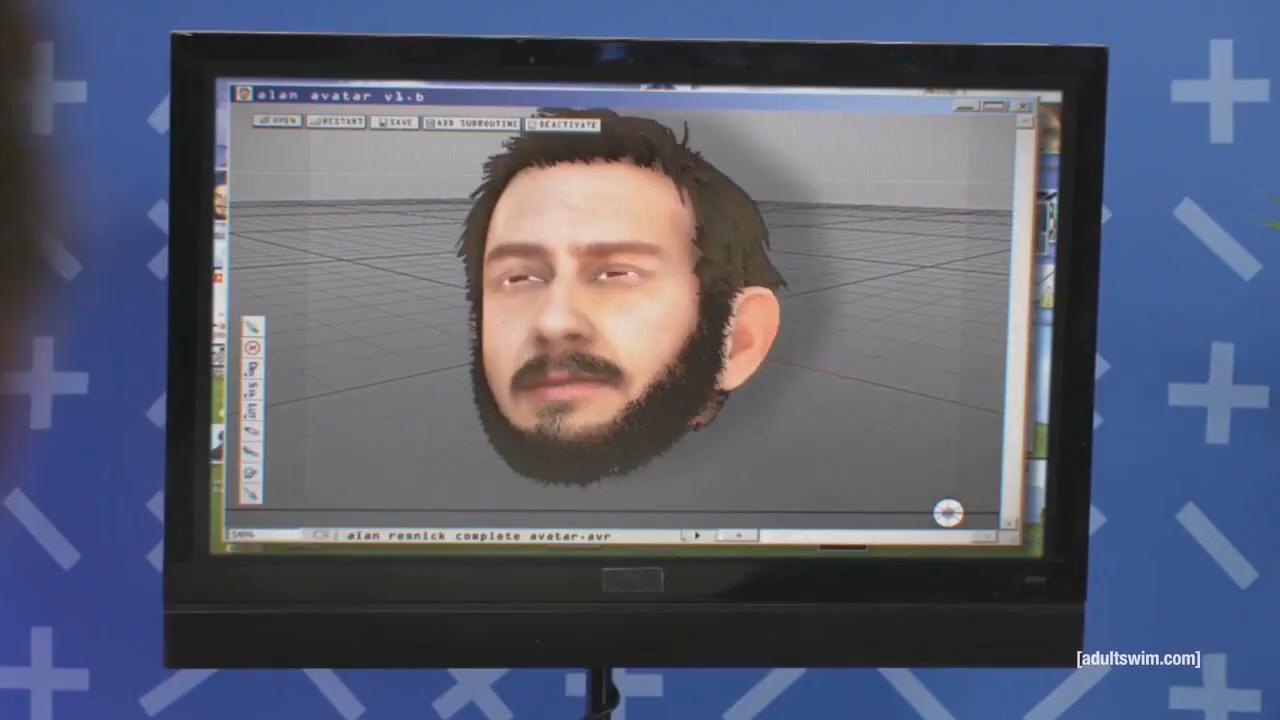 alan avatar v1.b
OPEN RESTART SAVE ADD SUBROUTINE DEACTIVATE
alan resnick complete avatar.avr
[adultswim.com]